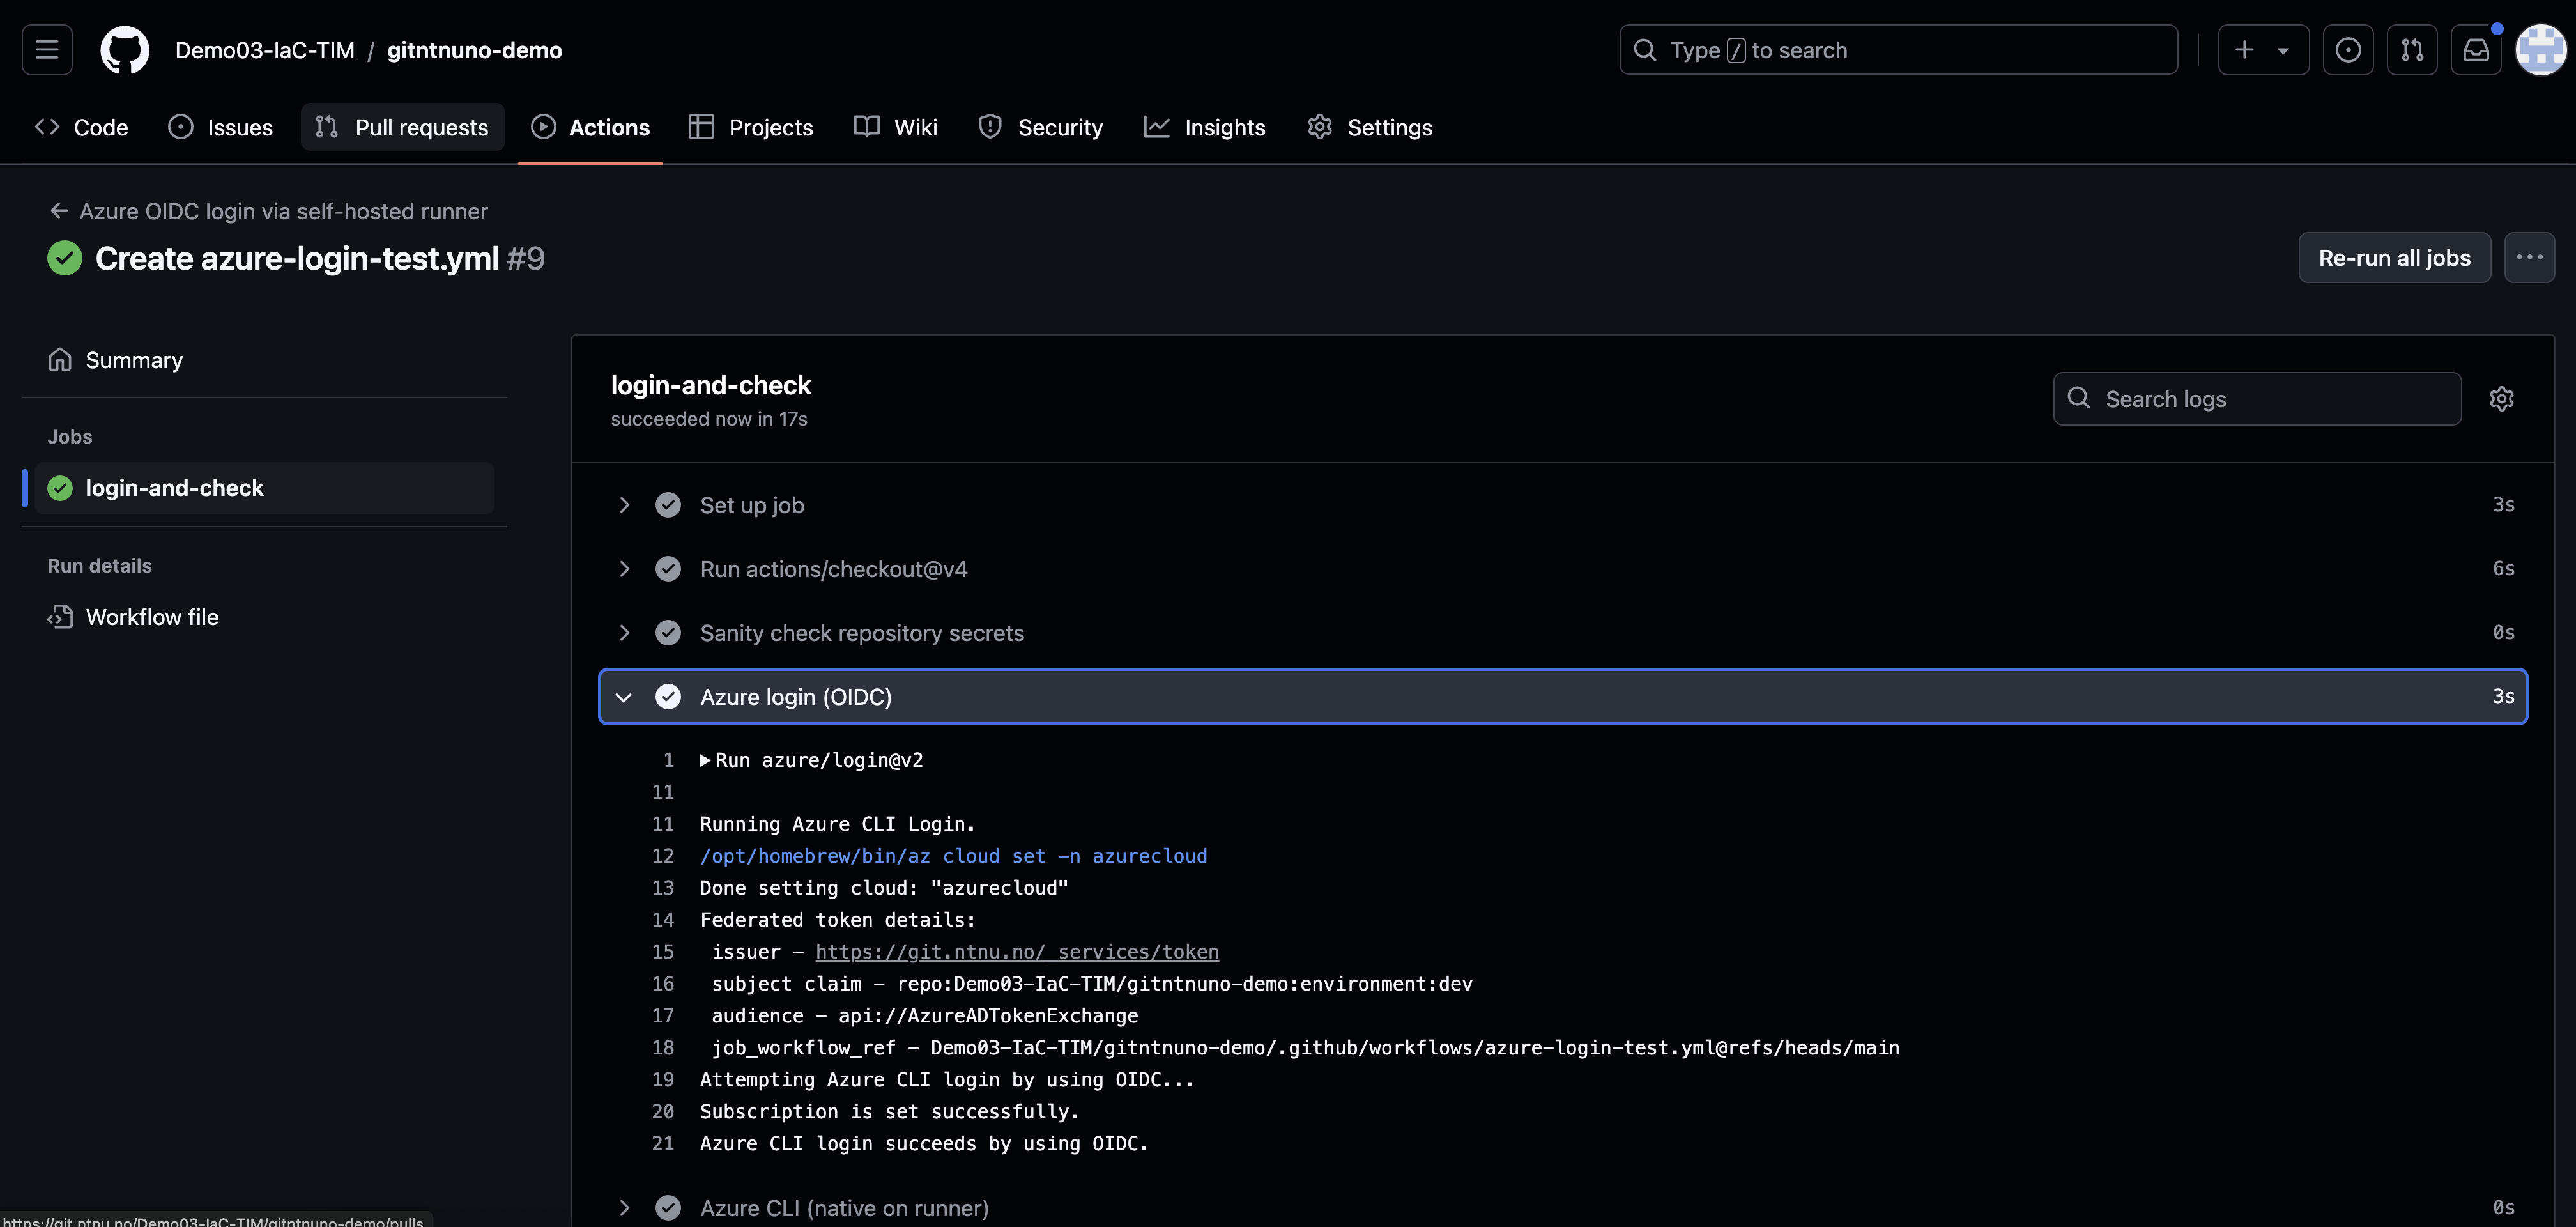 Demo03-IaC-TIM / gitntnuno-demo
Type / to search
Code Issues Pull requests Actions Projects Wiki Security Insights Settings
Azure OIDC login via self-hosted runner
Create azure-login-test.yml #9
Re-run all jobs
Summary
Jobs
login-and-check
Run details
Workflow file
login-and-check
succeeded now in 17s
Search logs
Set up job 3s
Run actions/checkout@v4 6s
Sanity check repository secrets 0s
Azure login (OIDC) 3s
1 Run azure/login@v2
11
11 Running Azure CLI Login.
12 /opt/homebrew/bin/az cloud set -n azurecloud
13 Done setting cloud: "azurecloud"
14 Federated token details:
15 issuer - https://git.ntnu.no/_services/token
16 subject claim - repo:Demo03-IaC-TIM/gitntnuno-demo:environment:dev
17 audience - api://AzureADTokenExchange
18 job_workflow_ref - Demo03-IaC-TIM/gitntnuno-demo/.github/workflows/azure-login-test.yml@refs/heads/main
19 Attempting Azure CLI login by using OIDC...
20 Subscription is set successfully.
21 Azure CLI login succeeds by using OIDC.
Azure CLI (native on runner) 0s
https://git.ntnu.no/Demo03-IaC-TIM/gitntnuno-demo/pulls